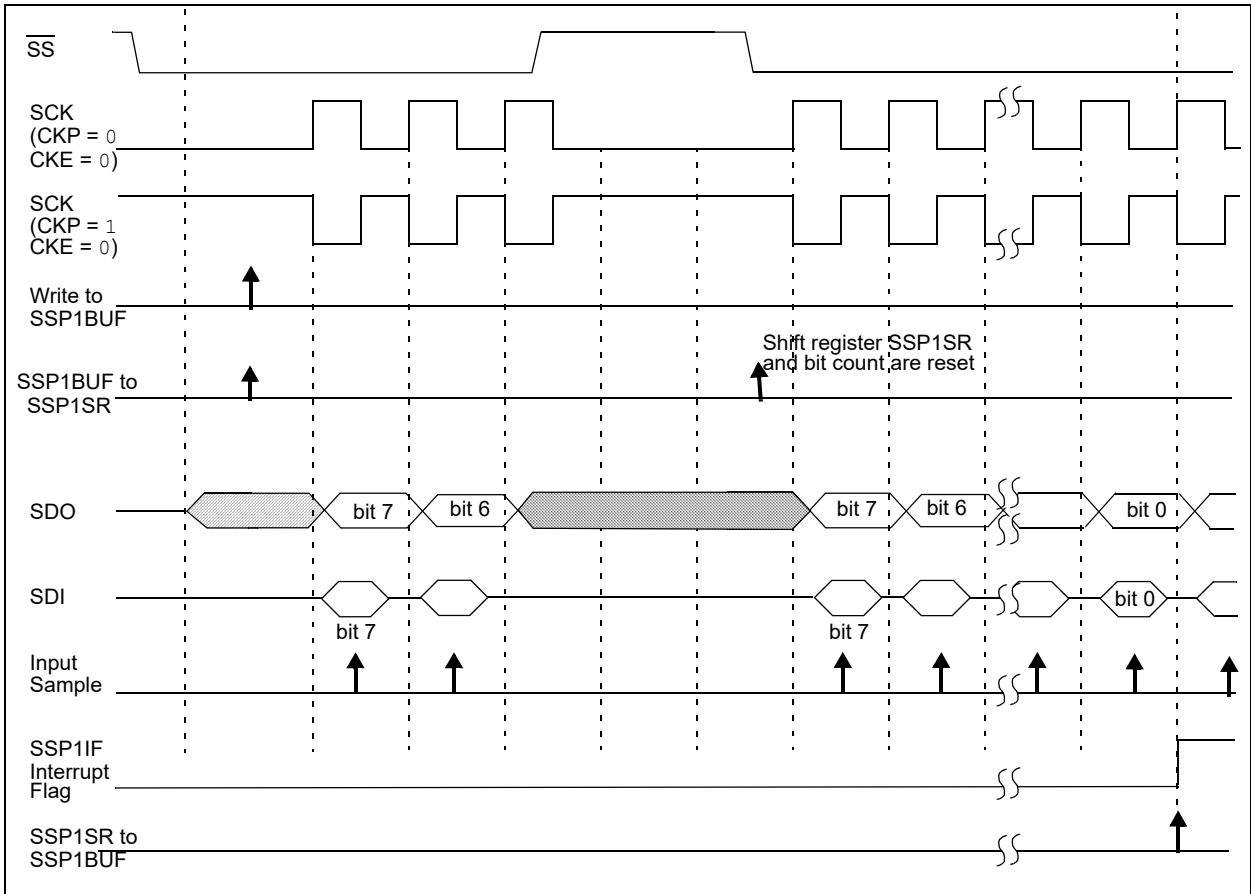 SS
SCK
(CKP = 0
CKE = 0)
SCK
(CKP = 1
CKE = 0)
Write to
SSP1BUF
Shift register SSP1SR
and bit count are reset
SSP1BUF to
SSP1SR
SDO
bit 7
bit 6
bit 7
bit 6
bit 0
SDI
bit 0
bit 7
bit 7
Input
Sample
SSP1IF
Interrupt
Flag
SSP1SR to
SSP1BUF